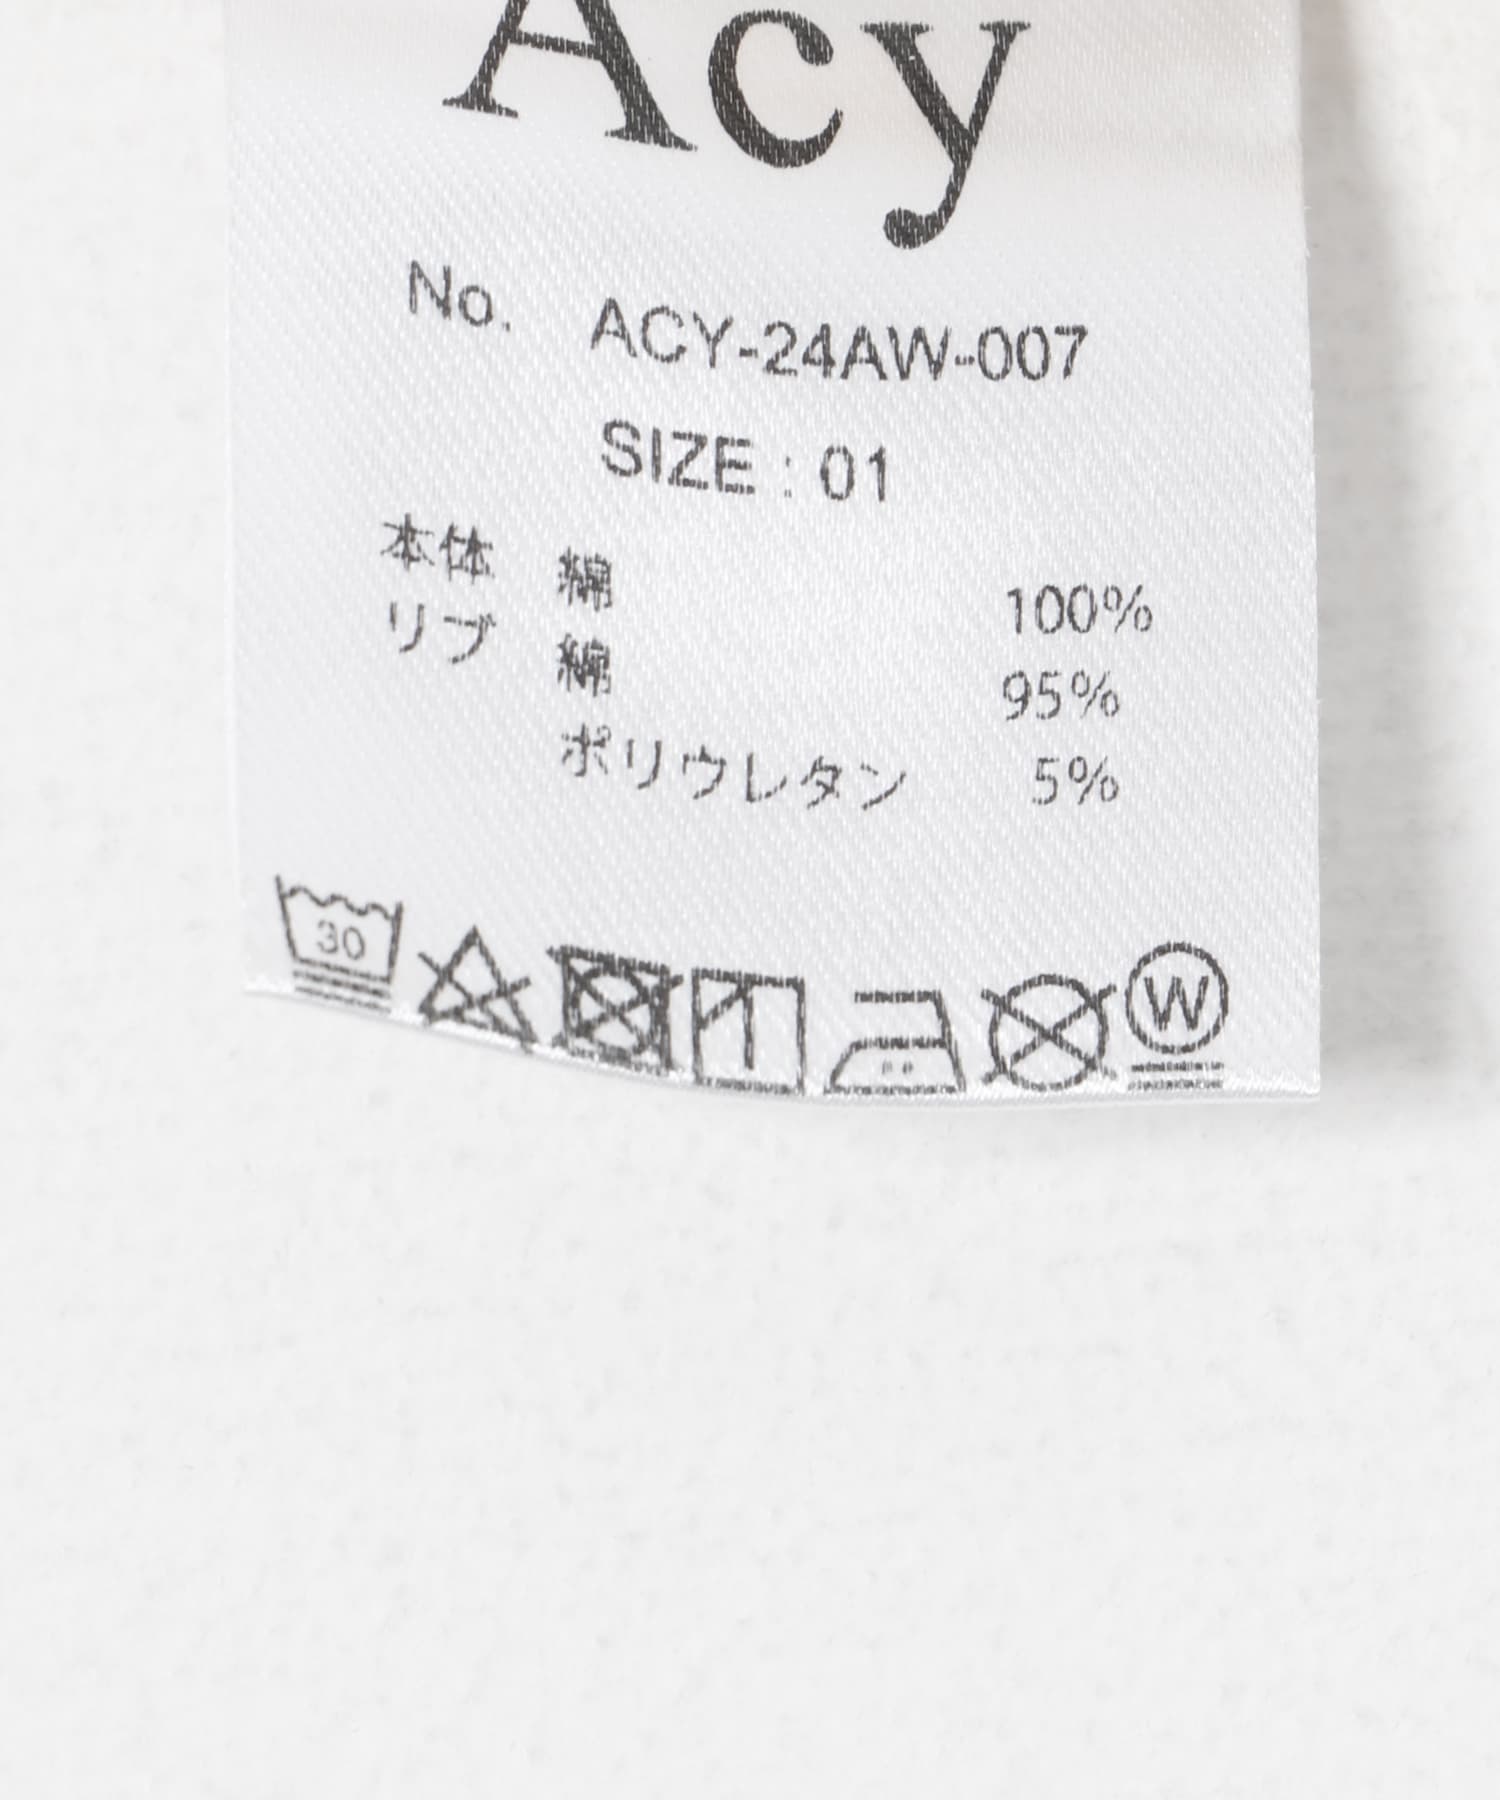 Acy
No. ACY-24AW-007
SIZE : 01
本体 綿 100%
リブ 綿 95%
ポリウレタン 5%
30
W